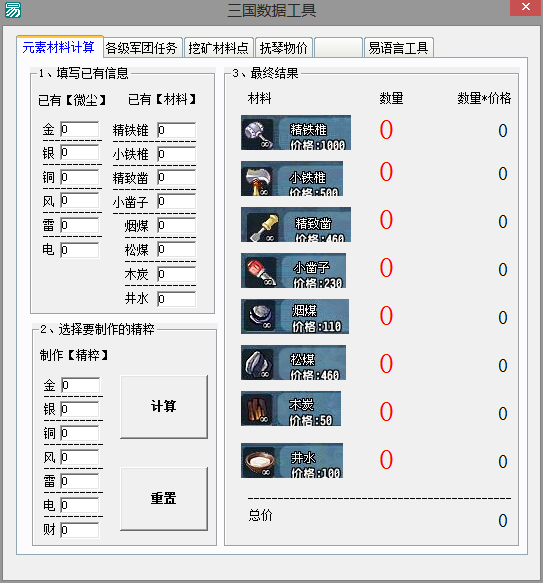 易
三国数据工具
元素材料计算 各级军团任务 挖矿材料点 抚琴物价 易语言工具
1、填写已有信息
已有【微尘】 已有【材料】
金 0
银 0
铜 0
风 0
雷 0
电 0
精铁锥 0
小铁锥 0
精致凿 0
小凿子 0
烟煤 0
松煤 0
木炭 0
井水 0
2、选择要制作的精粹
制作【精粹】
金 0
银 0
铜 0
风 0
雷 0
电 0
财 0
计算
重置
3、最终结果
材料 数量 数量*价格
精铁椎
价格:1000
0 0
小铁椎
价格:500
0 0
精致凿
价格:460
0 0
小凿子
价格:230
0 0
烟煤
价格:110
0 0
松煤
价格:460
0 0
木炭
价格:50
0 0
井水
价格:100
0 0
总价 0